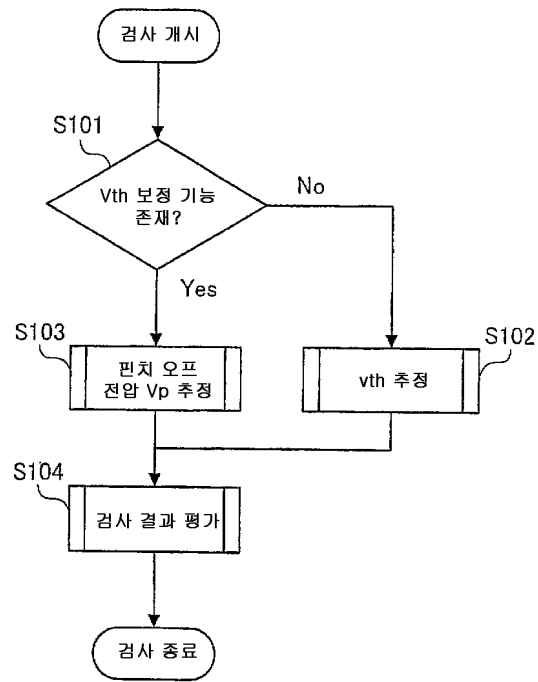 검사 개시
S101
Vth 보정 기능
존재?
No
Yes
S103
핀치 오프
전압 Vp 추정
S102
vth 추정
S104
검사 결과 평가
검사 종료